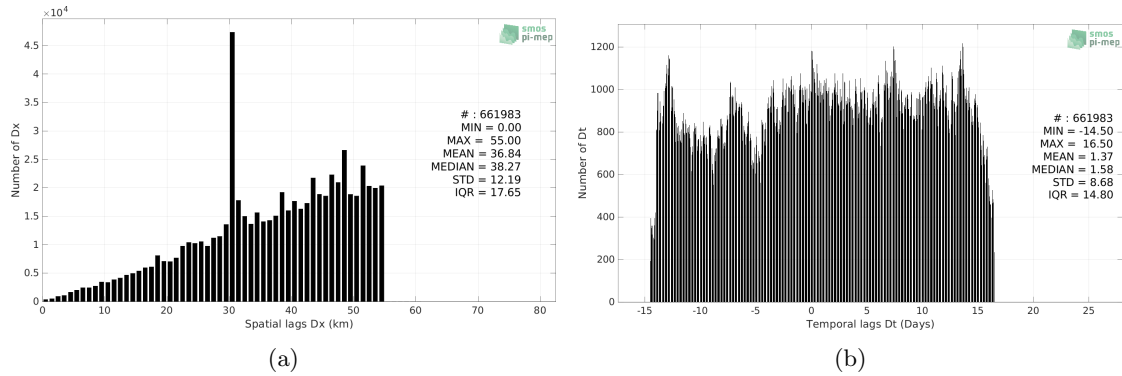 ×10⁴
4.5
4
3.5
3
2.5
2
1.5
1
0.5
0
Number of Dx
0 10 20 30 40 50 60 70 80
Spatial lags Dx (km)
smos
pi-mep
# : 661983
MIN = 0.00
MAX = 55.00
MEAN = 36.84
MEDIAN = 38.27
STD = 12.19
IQR = 17.65
(a)
1200
1000
800
600
400
200
0
Number of Dt
-15 -10 -5 0 5 10 15 20 25
Temporal lags Dt (Days)
smos
pi-mep
# : 661983
MIN = -14.50
MAX = 16.50
MEAN = 1.37
MEDIAN = 1.58
STD = 8.68
IQR = 14.80
(b)